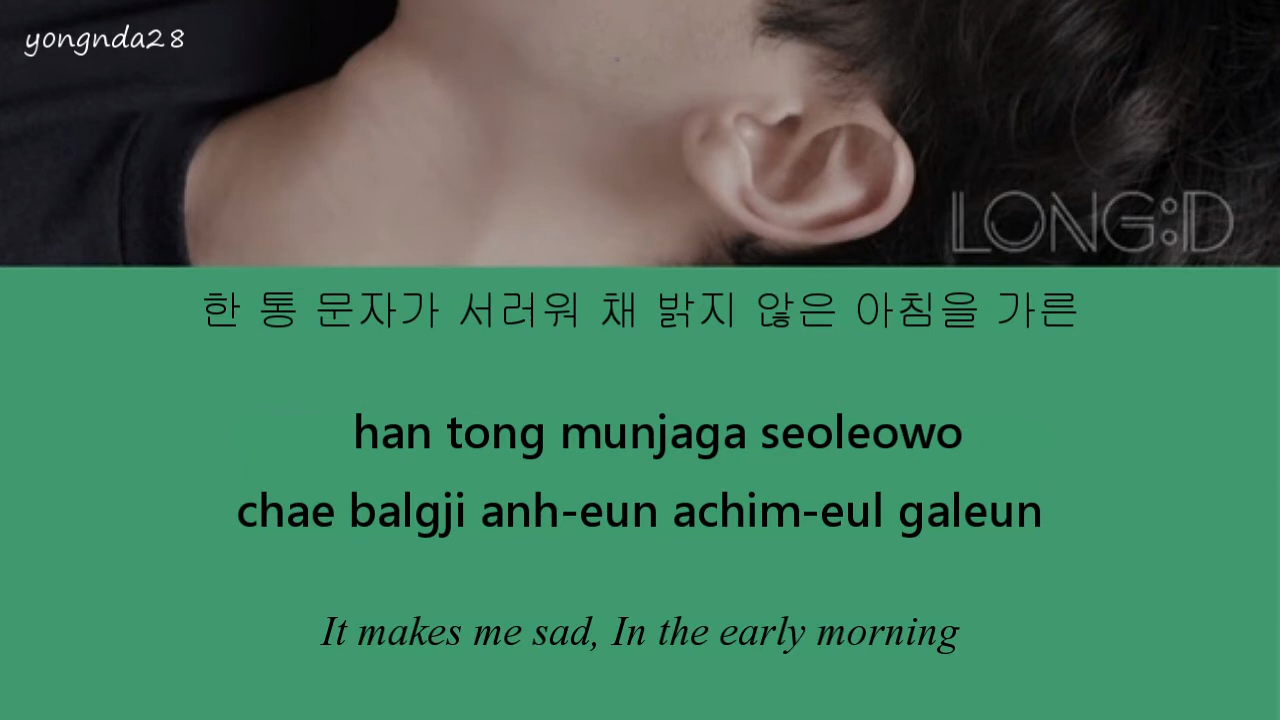 yongnda28
LONG:D
한 통 문자가 서러워 채 밝지 않은 아침을 가른
han tong munjaga seoleowo
chae balgji anh-eun achim-eul galeun
It makes me sad, In the early morning